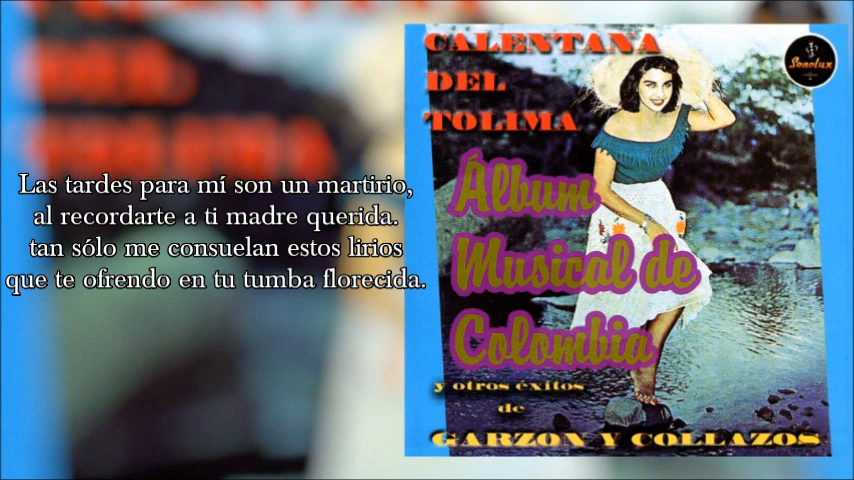 Las tardes para mí son un martirio,
al recordarte a ti madre querida.
tan sólo me consuelan estos lirios
que te ofrendo en tu tumba florecida.
CALENTANA
DEL
TOLIMA
Sonolux
Álbum
Musical de
Colombia
y otros éxitos
de
GARZON Y COLLAZOS